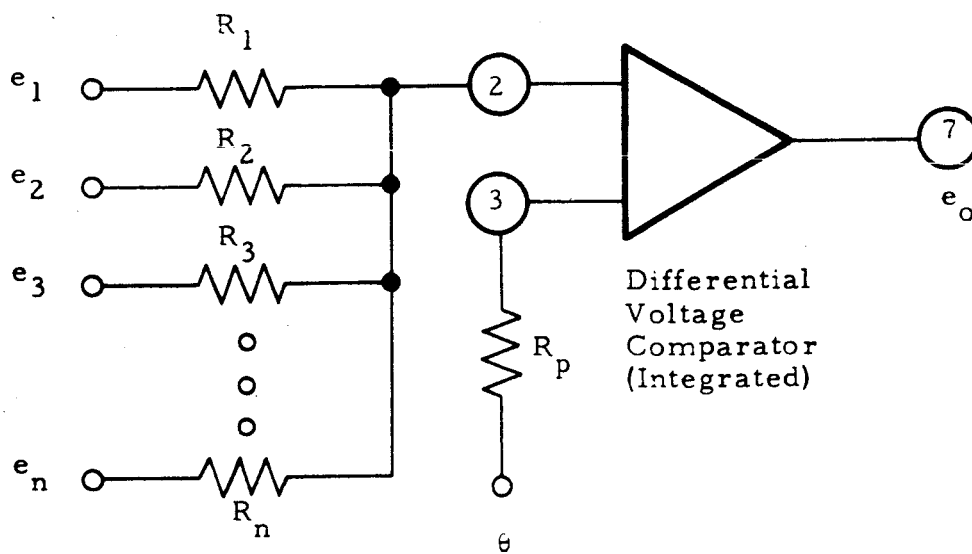 R1
e1
2
7
R2
e2
3
eo
R3
e3
Differential
Voltage
Comparator
(Integrated)
Rp
en
Rn
θ